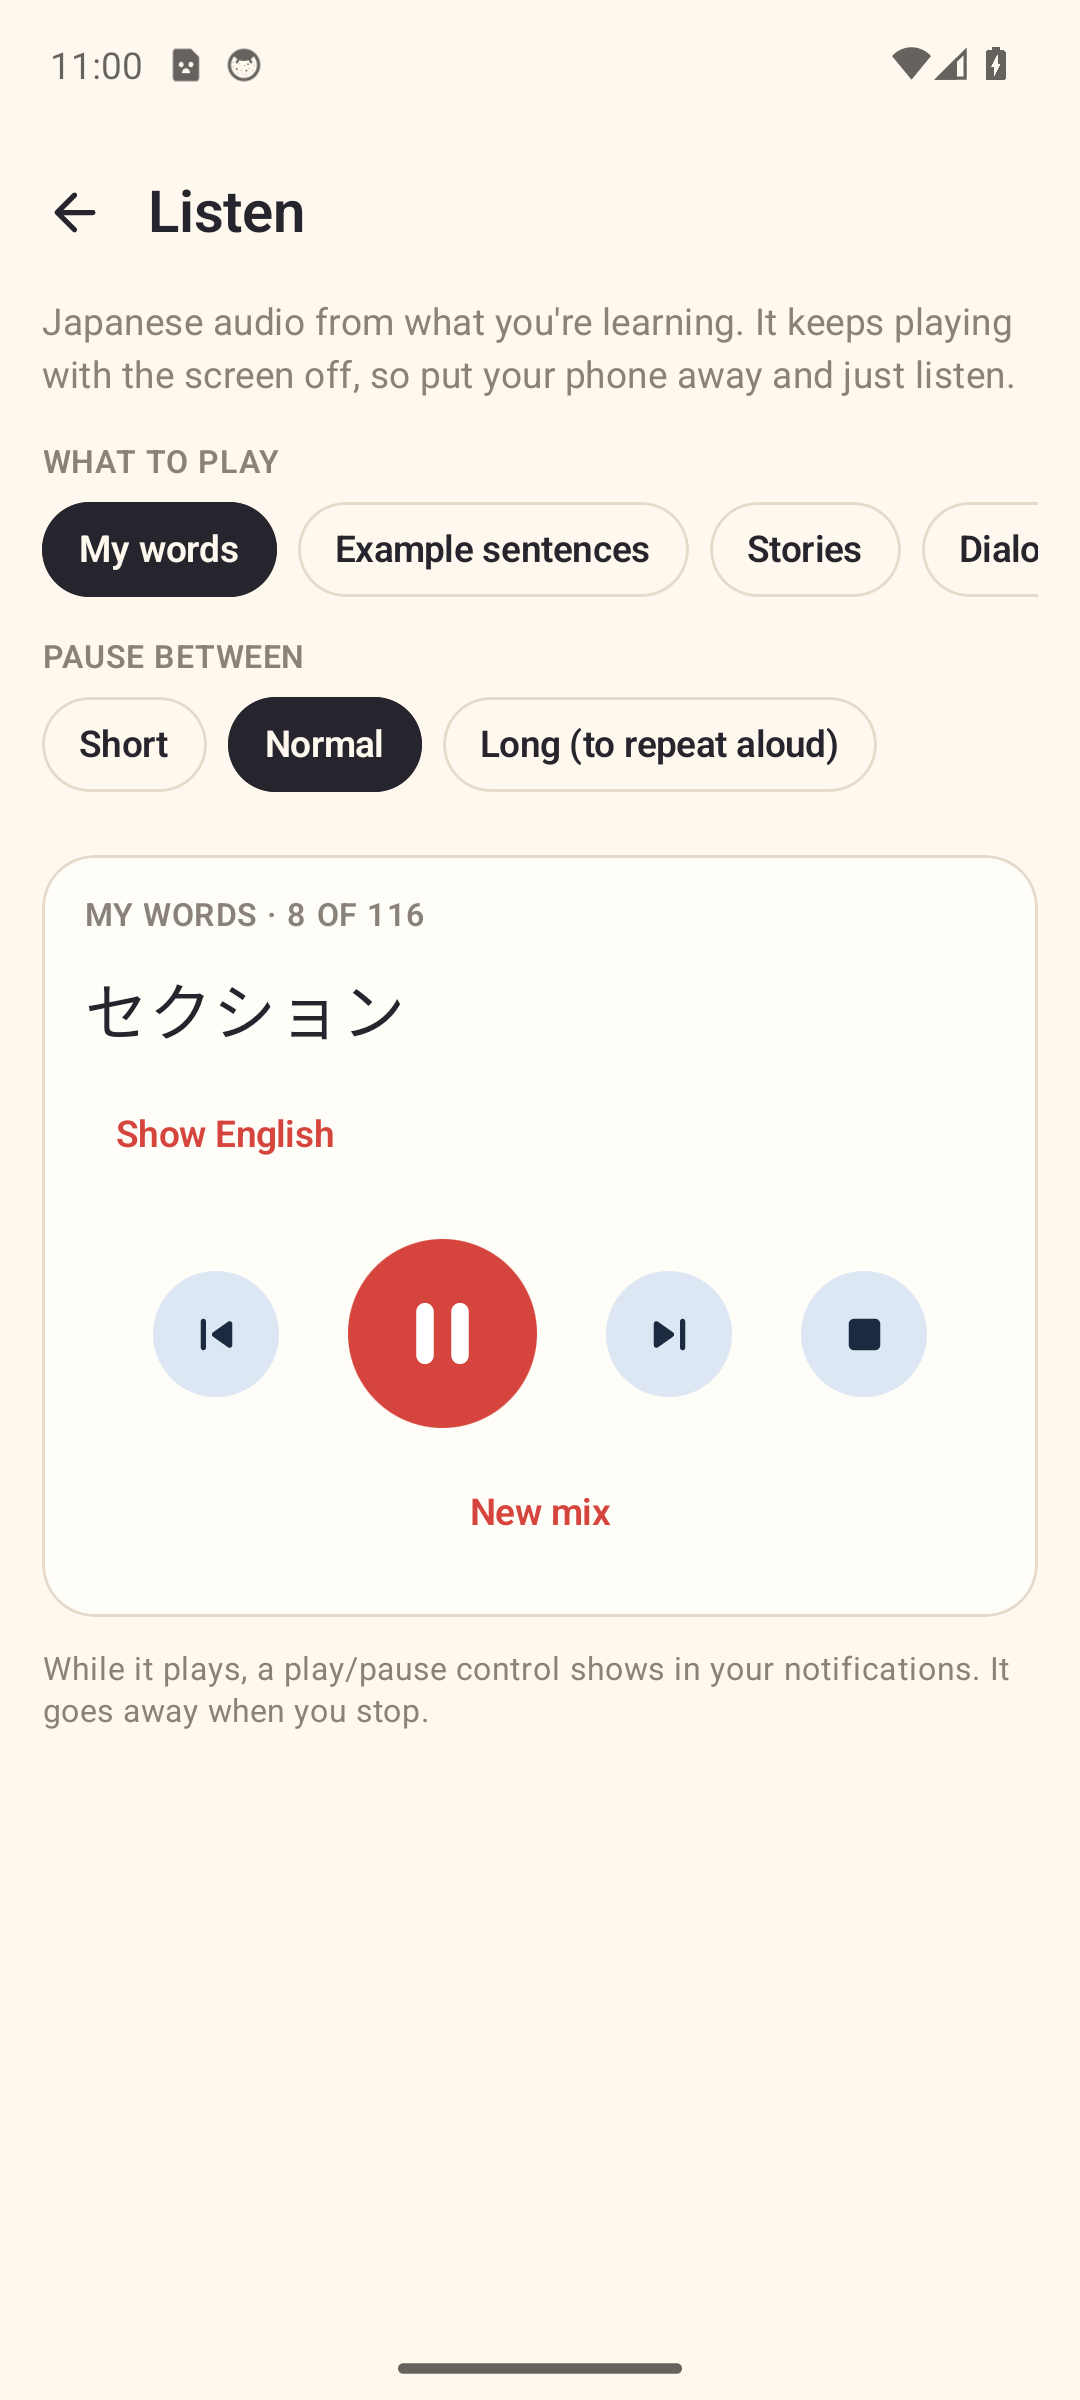 11:00
Listen
Japanese audio from what you're learning. It keeps playing
with the screen off, so put your phone away and just listen.
WHAT TO PLAY
My words
Example sentences
Stories
Dialo
PAUSE BETWEEN
Short
Normal
Long (to repeat aloud)
MY WORDS · 8 OF 116
セクション
Show English
New mix
While it plays, a play/pause control shows in your notifications. It
goes away when you stop.